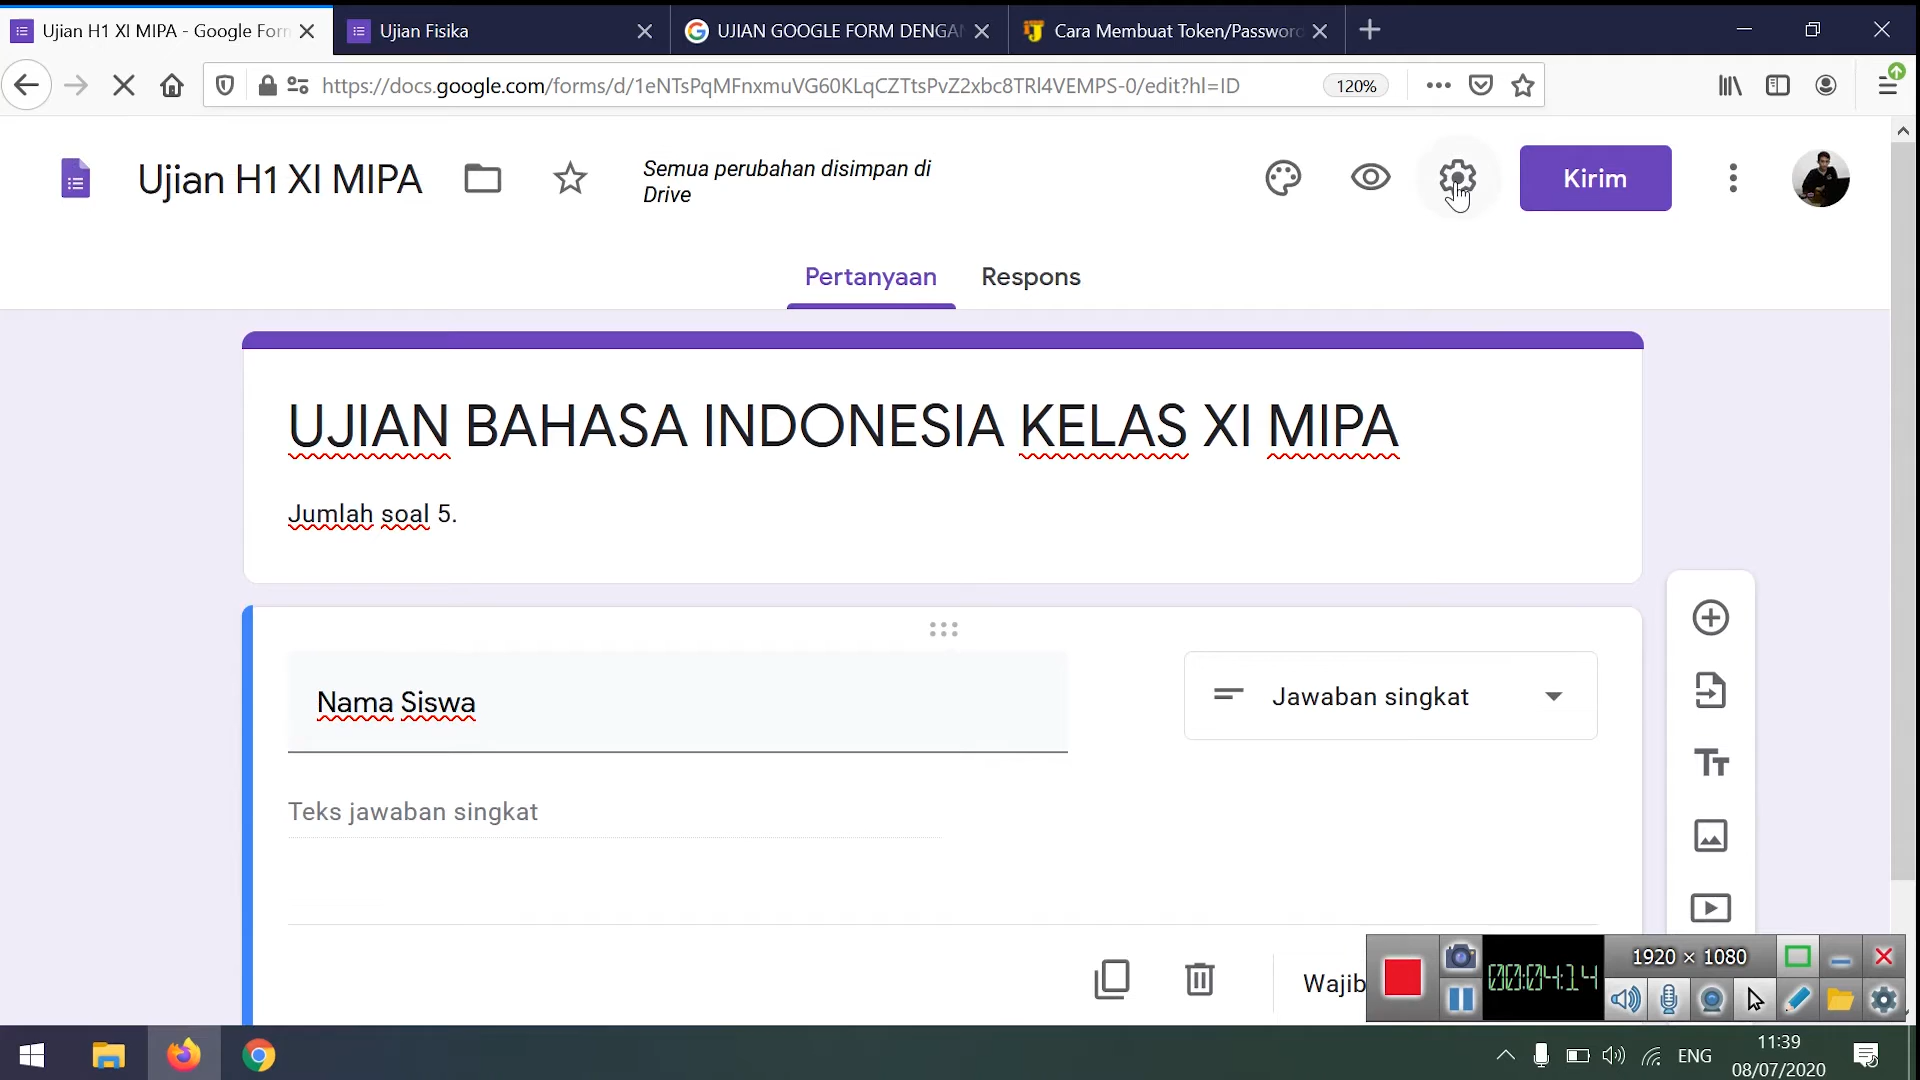 Ujian H1 XI MIPA - Google Forn
Ujian Fisika
UJIAN GOOGLE FORM DENGA
Cara Membuat Token/Password
https://docs.google.com/forms/d/1eNTsPqMFnxmuVG60KLqCZTtsPvZ2xbc8TRl4VEMPS-0/edit?hl=ID
120%
Ujian H1 XI MIPA
Semua perubahan disimpan di
Drive
Kirim
Pertanyaan
Respons
UJIAN BAHASA INDONESIA KELAS XI MIPA
Jumlah soal 5.
Nama Siswa
Jawaban singkat
Teks jawaban singkat
Wajib
1920 × 1080
00:04:14
ENG
11:39
08/07/2020